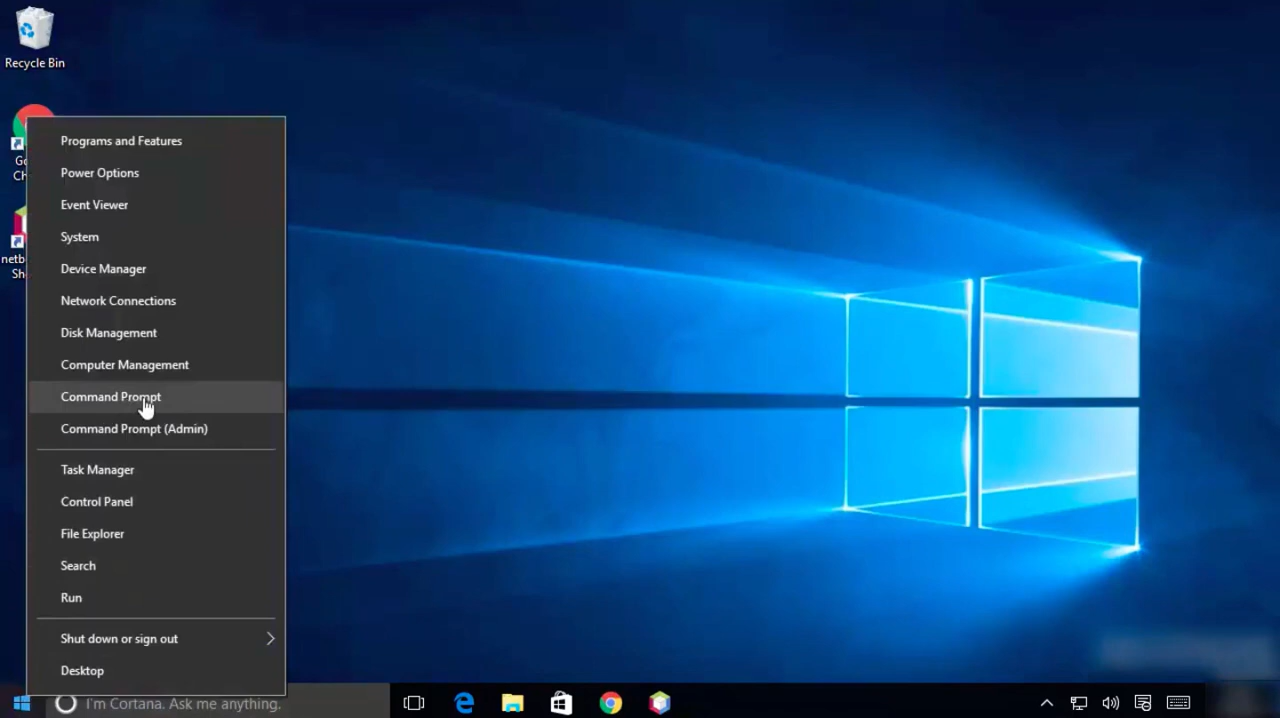 Recycle Bin
Programs and Features
Power Options
Event Viewer
System
Device Manager
Network Connections
Disk Management
Computer Management
Command Prompt
Command Prompt (Admin)
Task Manager
Control Panel
File Explorer
Search
Run
Shut down or sign out
Desktop
I'm Cortana. Ask me anything.